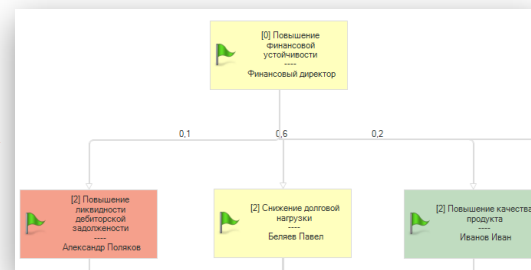 [0] Повышение
финансовой
устойчивости
----
Финансовый директор
0,1
0,6
0,2
[2] Повышение
ликвидности
дебиторской
задолжености
----
Александр Поляков
[2] Снижение долговой
нагрузки
----
Беляев Павел
[2] Повышение качества
продукта
----
Иванов Иван